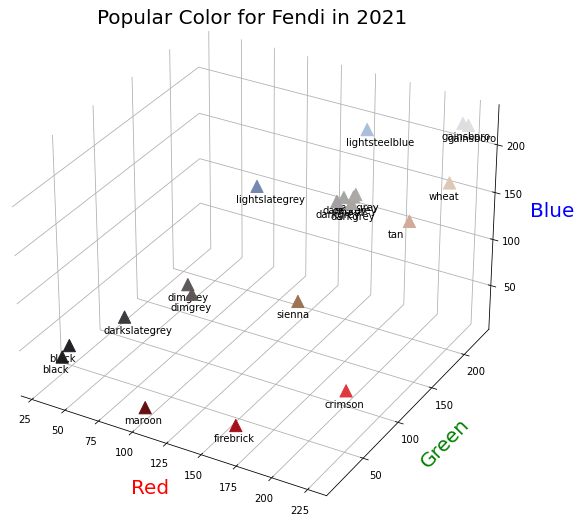 Popular Color for Fendi in 2021
gainsboro
gainsboro
lightsteelblue
wheat
lightslategrey
darkgrey
darkgrey
tan
dimgrey
dimgrey
sienna
darkslategrey
black
black
crimson
maroon
firebrick
200
150
100
50
Blue
200
150
100
50
Green
25
50
75
100
125
150
175
200
225
Red